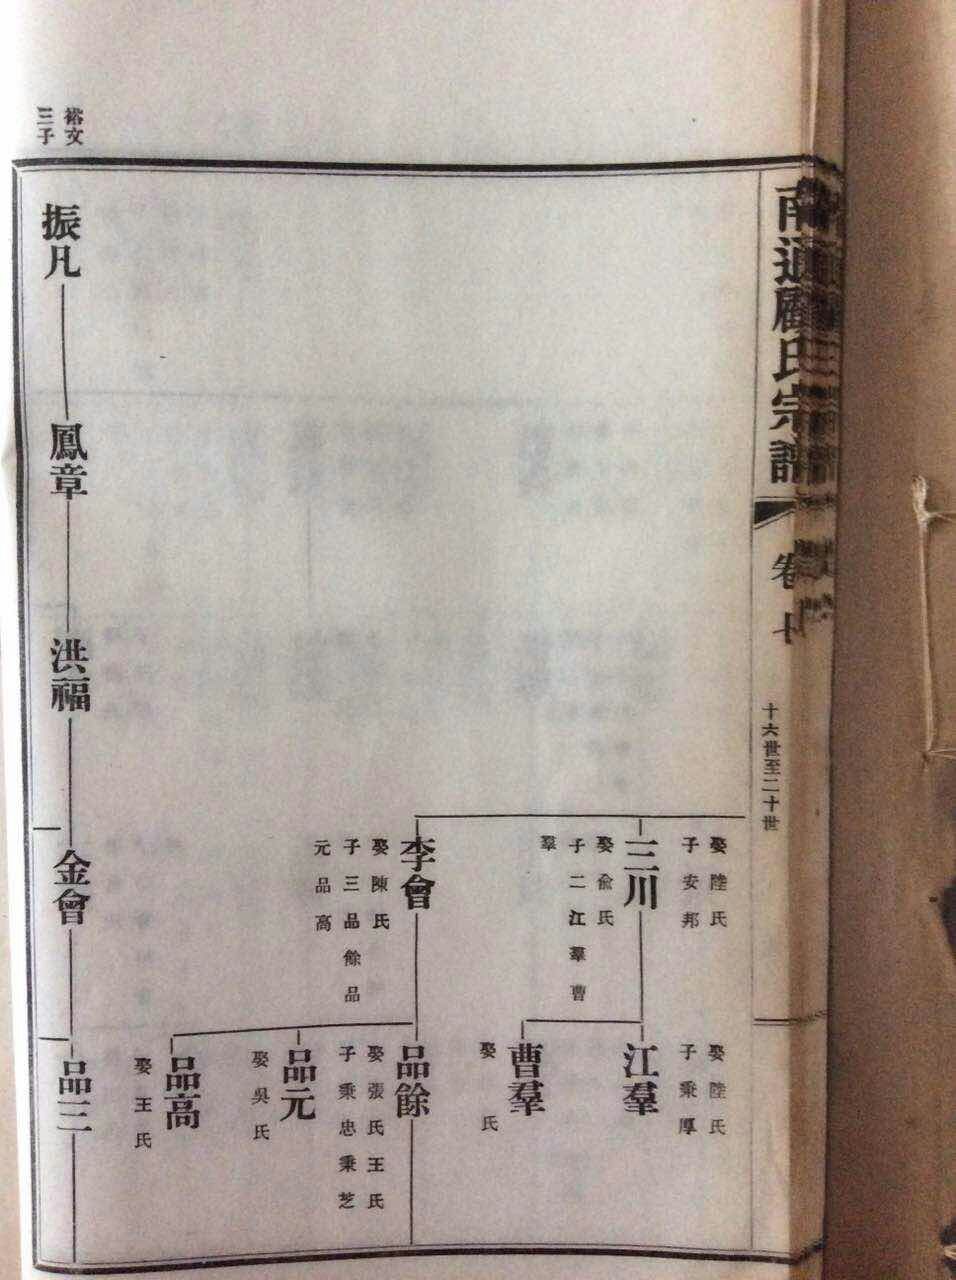 南通顧氏宗譜
卷十
十六世至二十世
娶陸氏
子安邦
三川
娶俞氏
子二江羣曹
羣
李會
娶陳氏
子三品餘品
元品高
娶陸氏
子秉厚
江羣
曹羣
娶 氏
品餘
娶張氏王氏
子秉忠秉芝
品元
娶吳氏
品高
娶王氏
裕文
三子
振凡
鳳章
洪福
金會
品三